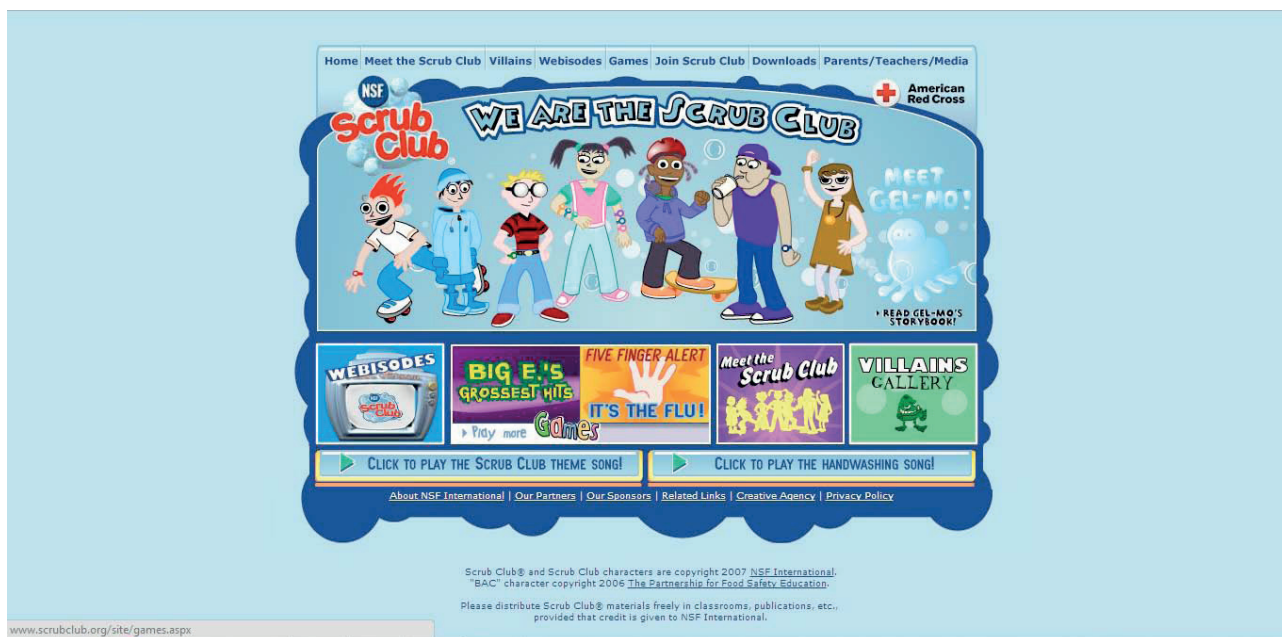 Home Meet the Scrub Club Villains Webisodes Games Join Scrub Club Downloads Parents/Teachers/Media
NSF
Scrub
Club
WE ARE THE SCRUB CLUB
American
Red Cross
MEET
GEL-MO!
READ GEL-MO'S
STORYBOOK!
WEBISODES
NSF
Scrub
Club
BIG E.'S
GROSSEST HITS
Play more Games
FIVE FINGER ALERT
IT'S THE FLU!
Meet the
Scrub Club
VILLAINS
GALLERY
CLICK TO PLAY THE SCRUB CLUB THEME SONG!
CLICK TO PLAY THE HANDWASHING SONG!
About NSF International | Our Partners | Our Sponsors | Related Links | Creative Agency | Privacy Policy
Scrub Club® and Scrub Club characters are copyright 2007 NSF International.
"BAC" character copyright 2006 The Partnership for Food Safety Education.
Please distribute Scrub Club® materials freely in classrooms, publications, etc.,
provided that credit is given to NSF International.
www.scrubclub.org/site/games.aspx